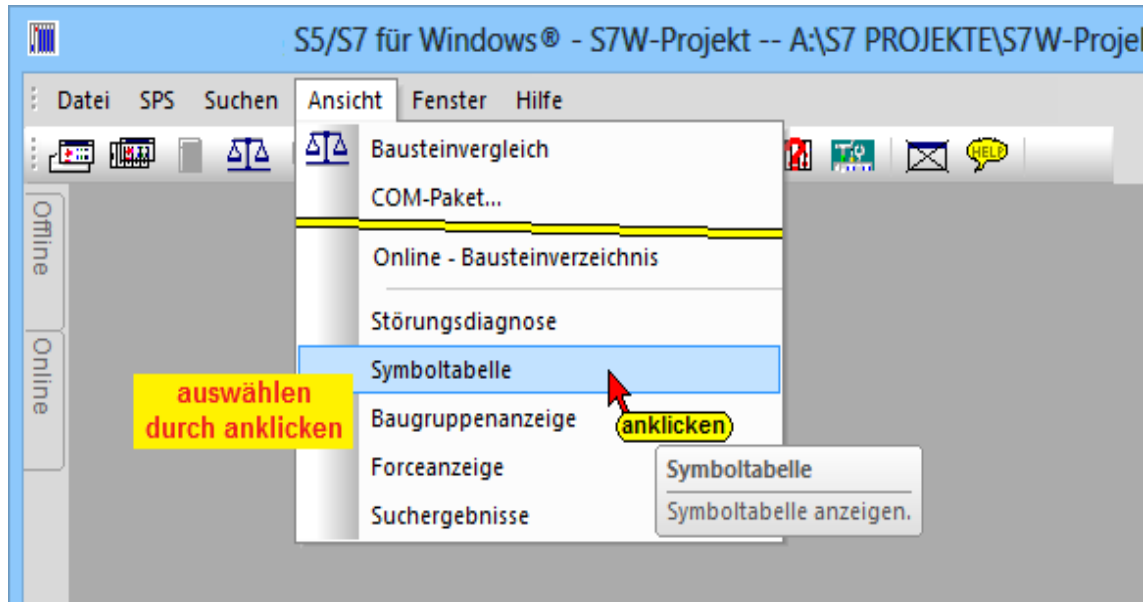 S5/S7 für Windows® - S7W-Projekt -- A:\S7 PROJEKTE\S7W-Projel
Datei SPS Suchen Ansicht Fenster Hilfe
HELP
Bausteinvergleich
COM-Paket...
Online - Bausteinverzeichnis
Störungsdiagnose
Symboltabelle
Baugruppenanzeige
Forceanzeige
Suchergebnisse
Offline
Online
auswählen
durch anklicken
anklicken
Symboltabelle
Symboltabelle anzeigen.